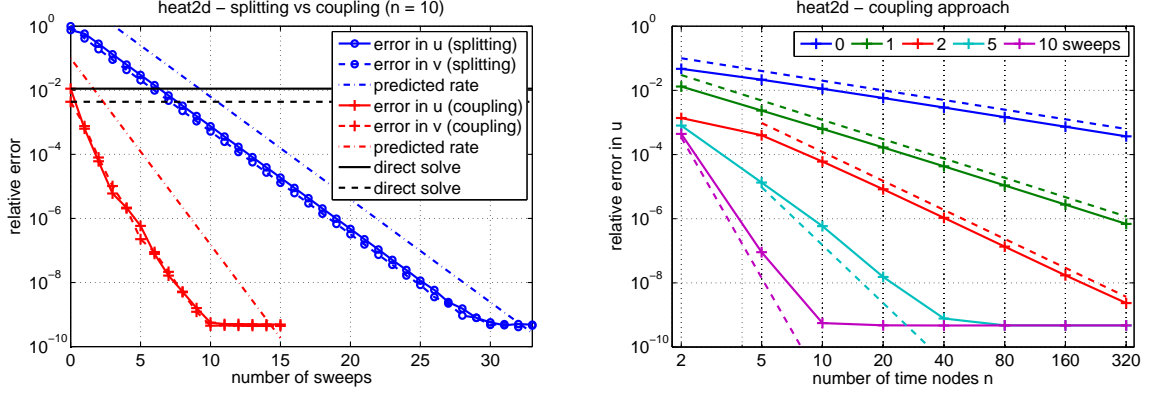 heat2d − splitting vs coupling (n = 10)
10^0
10^−2
10^−4
10^−6
10^−8
10^−10
relative error
error in u (splitting)
error in v (splitting)
predicted rate
error in u (coupling)
error in v (coupling)
predicted rate
direct solve
direct solve
0 5 10 15 20 25 30
number of sweeps
heat2d − coupling approach
10^0
10^−2
10^−4
10^−6
10^−8
10^−10
relative error in u
0 1 2 5 10 sweeps
2 5 10 20 40 80 160 320
number of time nodes n